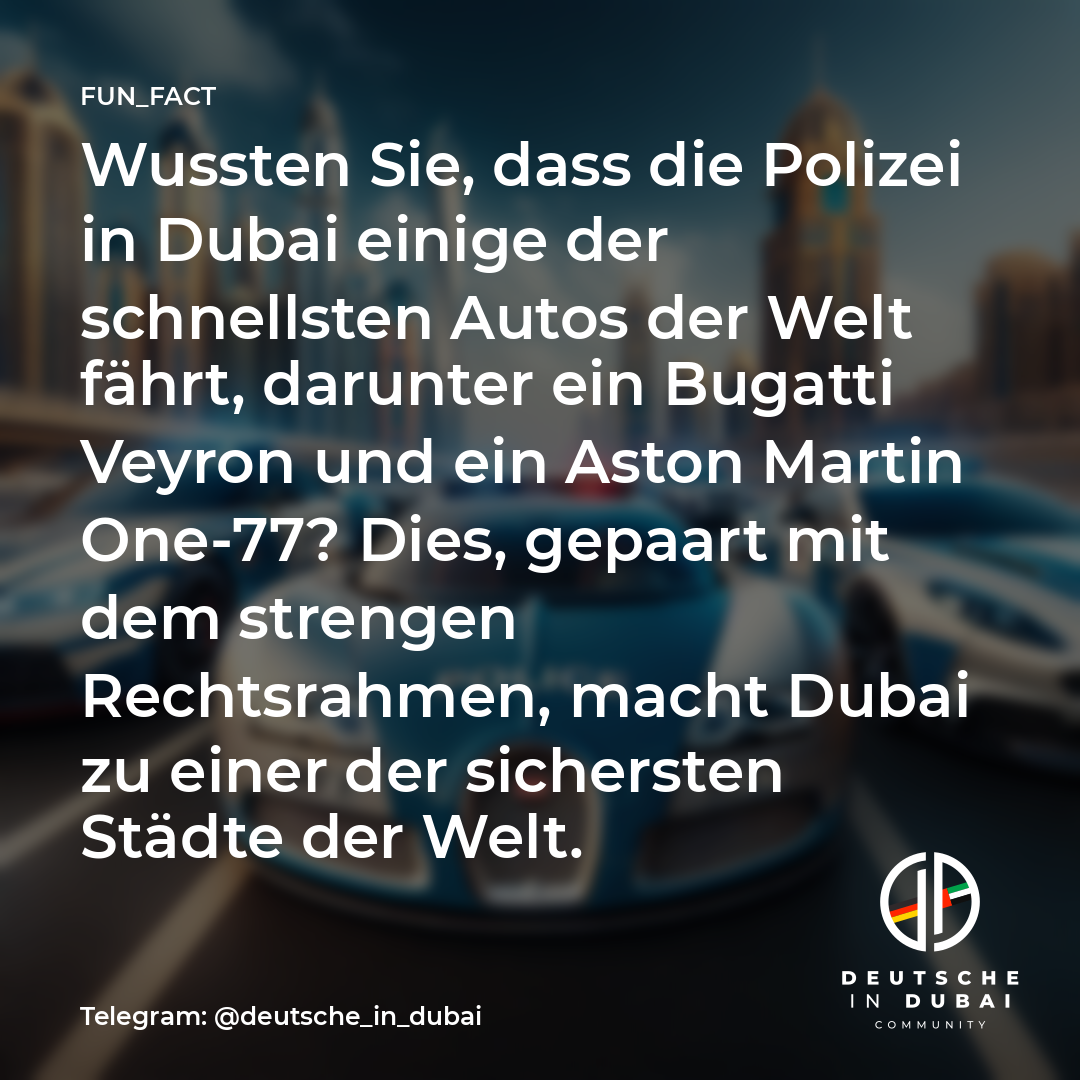 FUN_FACT
Wussten Sie, dass die Polizei
in Dubai einige der
schnellsten Autos der Welt
fährt, darunter ein Bugatti
Veyron und ein Aston Martin
One-77? Dies, gepaart mit
dem strengen
Rechtsrahmen, macht Dubai
zu einer der sichersten
Städte der Welt.
DEUTSCHE
IN DUBAI
COMMUNITY
Telegram: @deutsche_in_dubai